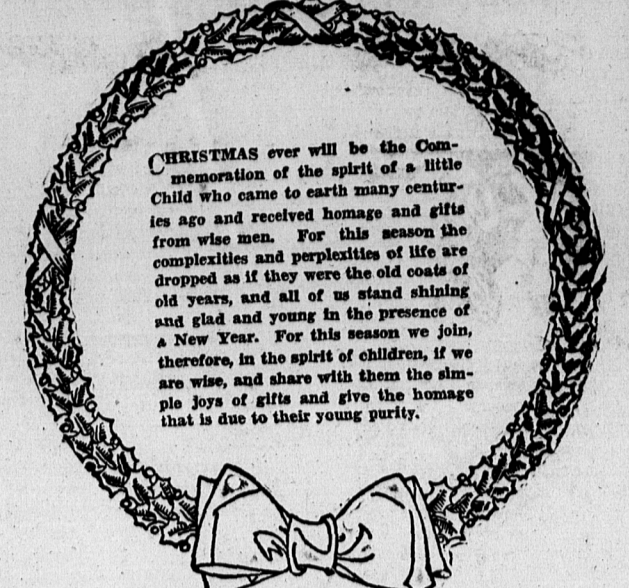 CHRISTMAS ever will be the Com-
memoration of the spirit of a little
Child who came to earth many centur-
ies ago and received homage and gifts
from wise men. For this season the
complexities and perplexities of life are
dropped as if they were the old coats of
old years, and all of us stand shining
and glad and young in the presence of
a New Year. For this season we join,
therefore, in the spirit of children, if we
are wise, and share with them the sim-
ple joys of gifts and give the homage
that is due to their young purity.